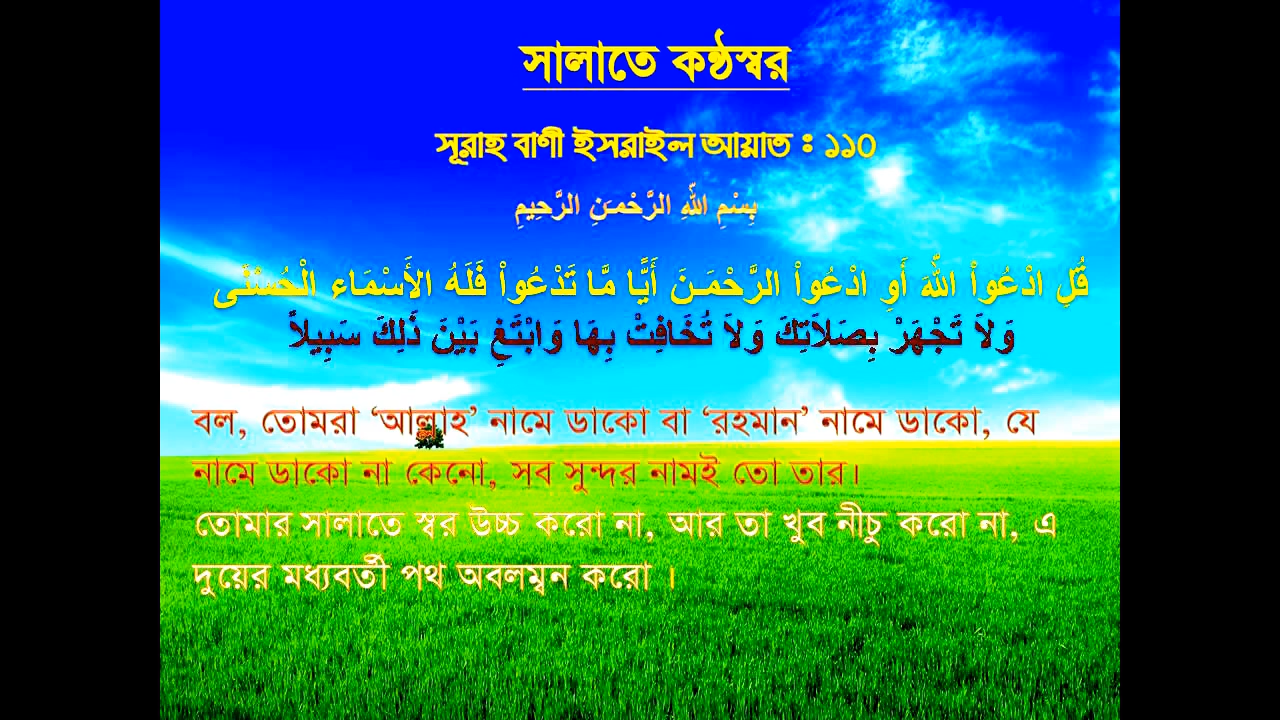 সালাতে কন্ঠস্বর
সূরাহ বাণী ইসরাইল আয়াত : ১১০
بِسْمِ اللّهِ الرَّحْمـَنِ الرَّحِيمِ
قُلِ ادْعُواْ اللّهَ أَوِ ادْعُواْ الرَّحْمَـنَ أَيًّا مَّا تَدْعُواْ فَلَهُ الأَسْمَاء الْحُسْنَى
وَلاَ تَجْهَرْ بِصَلاَتِكَ وَلاَ تُخَافِتْ بِهَا وَابْتَغِ بَيْنَ ذَلِكَ سَبِيلاً
বল, তোমরা ‘আল্লাহ’ নামে ডাকো বা ‘রহমান’ নামে ডাকো, যে
নামে ডাকো না কেনো, সব সুন্দর নামই তো তার।
তোমার সালাতে স্বর উচ্চ করো না, আর তা খুব নীচু করো না, এ
দুয়ের মধ্যবর্তী পথ অবলম্বন করো ।